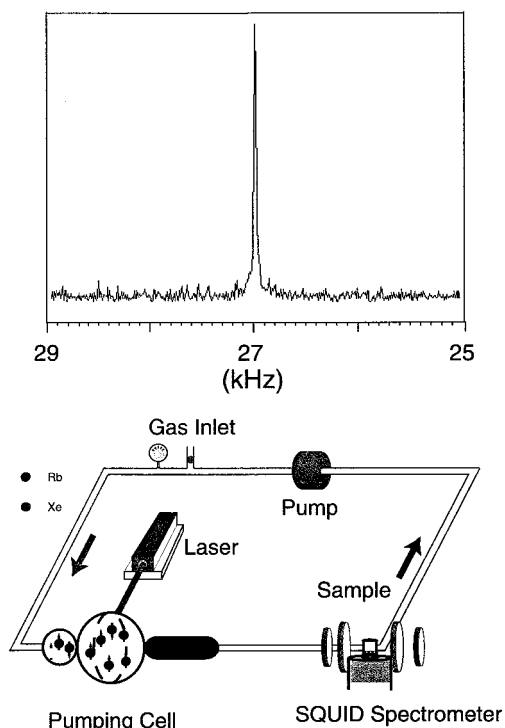 29 27 25
(kHz)
Gas Inlet
Rb
Xe
Pump
Laser
Sample
Pumping Cell
SQUID Spectrometer